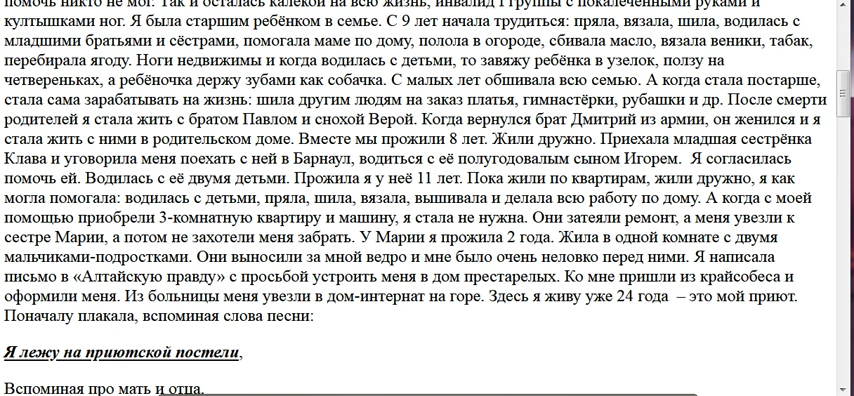 помочь никто не мог. Так и осталась калекой на всю жизнь, инвалид I группы с покалеченными руками и
култышками ног. Я была старшим ребёнком в семье. С 9 лет начала трудиться: пряла, вязала, шила, водилась с
младшими братьями и сёстрами, помогала маме по дому, полола в огороде, сбивала масло, вязала веники, табак,
перебирала ягоду. Ноги недвижимы и когда водилась с детьми, то завяжу ребёнка в узелок, ползу на
четвереньках, а ребёночка держу зубами как собачка. С малых лет обшивала всю семью. А когда стала постарше,
стала сама зарабатывать на жизнь: шила другим людям на заказ платья, гимнастёрки, рубашки и др. После смерти
родителей я стала жить с братом Павлом и снохой Верой. Когда вернулся брат Дмитрий из армии, он женился и я
стала жить с ними в родительском доме. Вместе мы прожили 8 лет. Жили дружно. Приехала младшая сестрёнка
Клава и уговорила меня поехать с ней в Барнаул, водиться с её полугодовалым сыном Игорем. Я согласилась
помочь ей. Водилась с её двумя детьми. Прожила я у неё 11 лет. Пока жили по квартирам, жили дружно, я как
могла помогала: водилась с детьми, пряла, шила, вязала, вышивала и делала всю работу по дому. А когда с моей
помощью приобрели 3-комнатную квартиру и машину, я стала не нужна. Они затеяли ремонт, а меня увезли к
сестре Марии, а потом не захотели меня забрать. У Марии я прожила 2 года. Жила в одной комнате с двумя
мальчиками-подростками. Они выносили за мной ведро и мне было очень неловко перед ними. Я написала
письмо в «Алтайскую правду» с просьбой устроить меня в дом престарелых. Ко мне пришли из крайсобеса и
оформили меня. Из больницы меня увезли в дом-интернат на горе. Здесь я живу уже 24 года – это мой приют.
Поначалу плакала, вспоминая слова песни:
Я лежу на приютской постели,
Вспоминая про мать и отца.